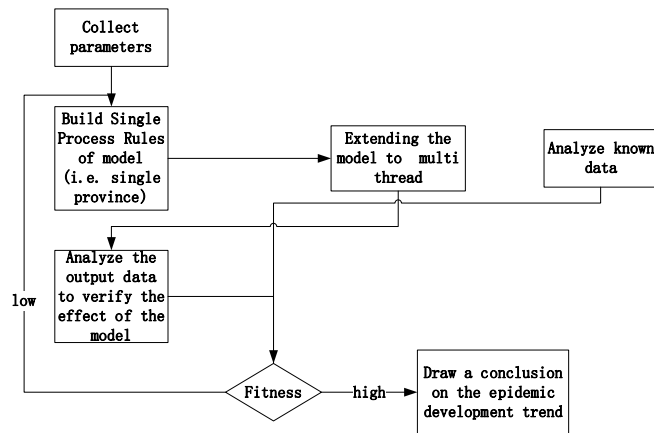 Collect
parameters
Build Single
Process Rules
of model
(i.e. single
province)
Extending the
model to multi
thread
Analyze known
data
Analyze the
output data
to verify the
effect of the
model
low
Fitness
high
Draw a conclusion
on the epidemic
development trend